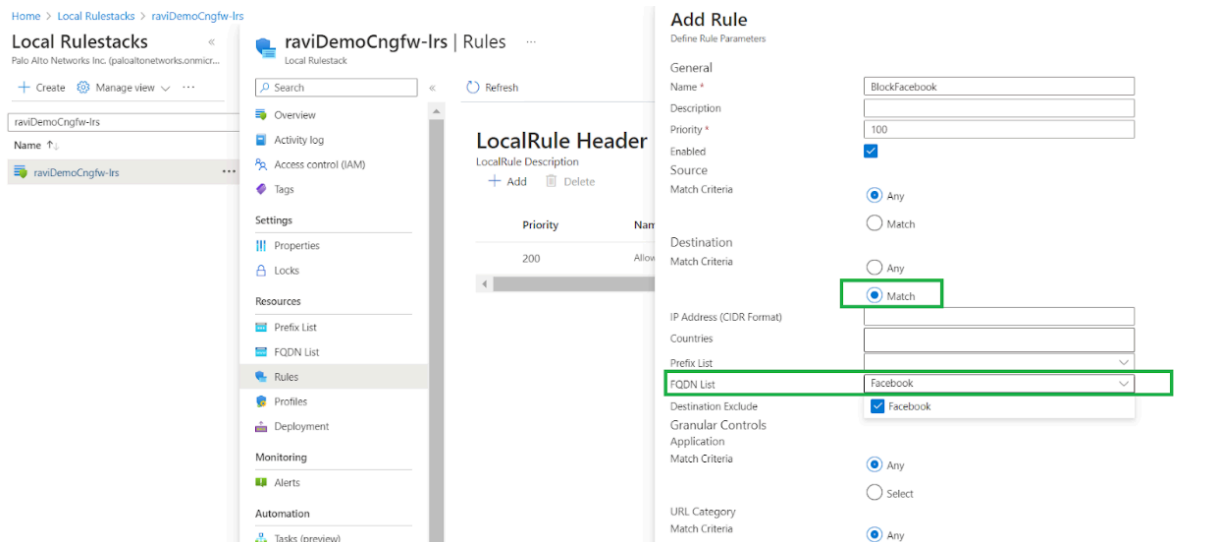 Home > Local Rulestacks > raviDemoCngfw-lrs
Local Rulestacks «
Palo Alto Networks Inc. (paloaltonetworks.onmicr...
+ Create Manage view ...
raviDemoCngfw-lrs
Name ↑↓
raviDemoCngfw-lrs ...
raviDemoCngfw-lrs | Rules ...
Local Rulestack
Search «
Overview
Activity log
Access control (IAM)
Tags
Settings
Properties
Locks
Resources
Prefix List
FQDN List
Rules
Profiles
Deployment
Monitoring
Alerts
Automation
Tasks (preview)
Refresh
LocalRule Header
LocalRule Description
+ Add Delete
Priority Nam
200 Allow
Add Rule
Define Rule Parameters
General
Name * BlockFacebook
Description
Priority * 100
Enabled
Source
Match Criteria Any
Match
Destination
Match Criteria Any
Match
IP Address (CIDR Format)
Countries
Prefix List
FQDN List Facebook
Destination Exclude Facebook
Granular Controls
Application
Match Criteria Any
Select
URL Category
Match Criteria Any